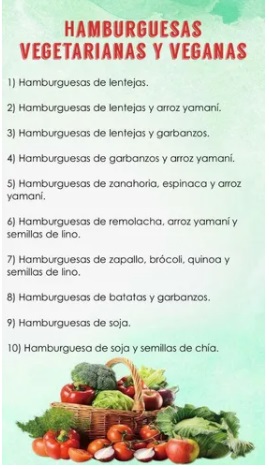 HAMBURGUESAS
VEGETARIANAS Y VEGANAS
1) Hamburguesas de lentejas.
2) Hamburguesas de lentejas y arroz yamaní.
3) Hamburguesas de lentejas y garbanzos.
4) Hamburguesas de garbanzos y arroz yamaní.
5) Hamburguesas de zanahoria, espinaca y arroz
yamaní.
6) Hamburguesas de remolacha, arroz yamaní y
semillas de lino.
7) Hamburguesas de zapallo, brócoli, quinoa y
semillas de lino.
8) Hamburguesas de batatas y garbanzos.
9) Hamburguesas de soja.
10) Hamburguesa de soja y semillas de chía.